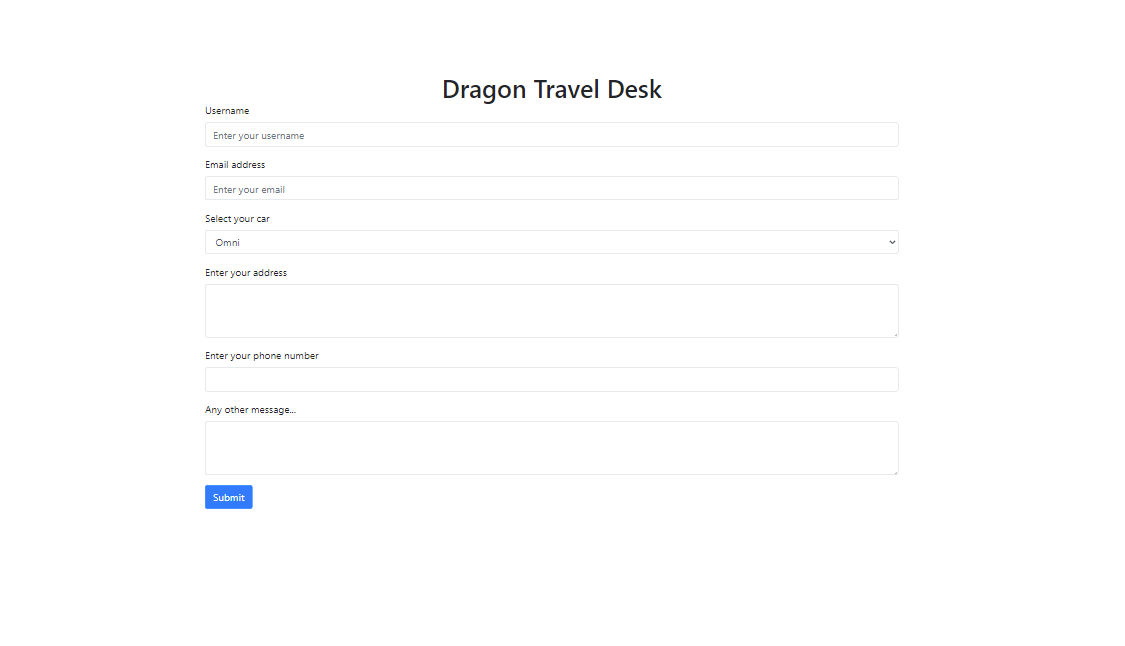 Dragon Travel Desk
Username
Enter your username
Email address
Enter your email
Select your car
Omni
Enter your address
Enter your phone number
Any other message...
Submit